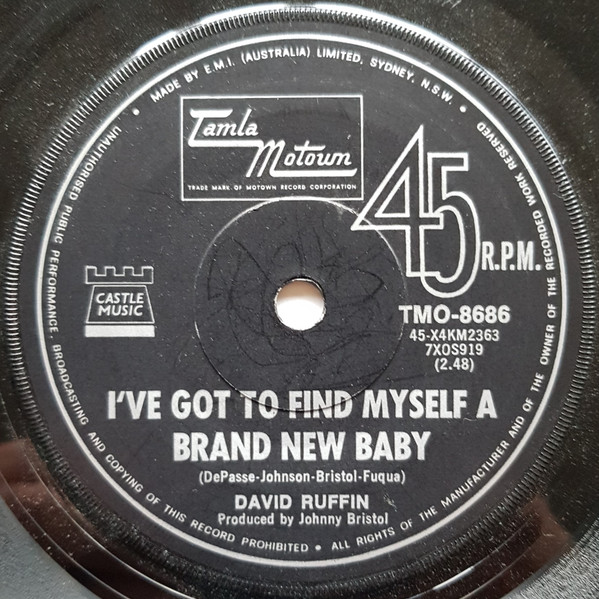 MADE BY E.M.I. (AUSTRALIA) LIMITED, SYDNEY, N.S.W.
UNAUTHORISED PUBLIC PERFORMANCE, BROADCASTING AND COPYING OF THIS RECORD PROHIBITED • ALL RIGHTS OF THE MANUFACTURER AND OF THE OWNER OF THE RECORDED WORK RESERVED
Tamla
Motown
TRADE MARK OF MOTOWN RECORD CORPORATION
45
R.P.M.
CASTLE
MUSIC
TMO-8686
45-X4KM2363
7XOS919
(2.48)
I'VE GOT TO FIND MYSELF A
BRAND NEW BABY
(DePasse-Johnson-Bristol-Fuqua)
DAVID RUFFIN
Produced by Johnny Bristol